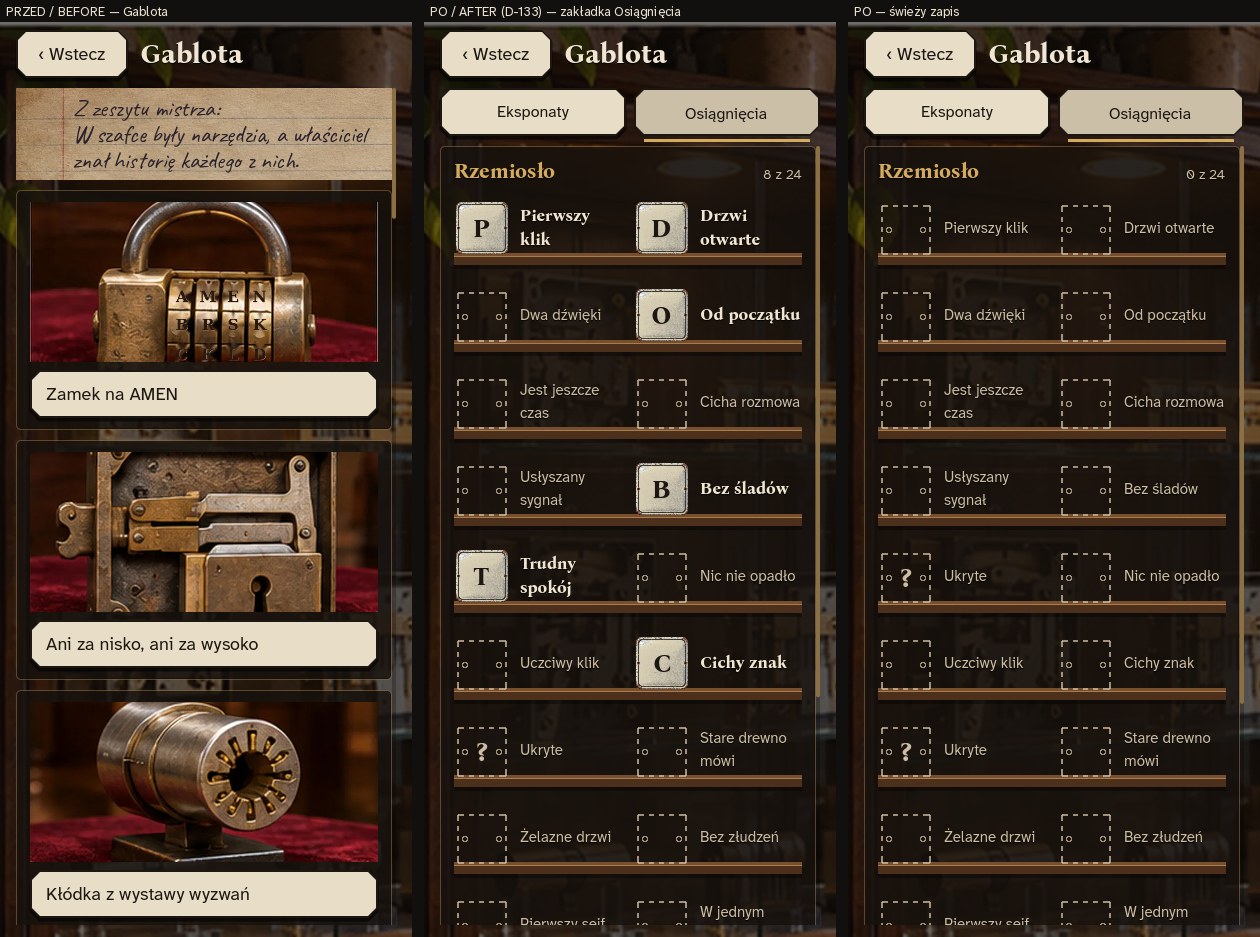 PRZED / BEFORE — Gablota
‹ Wstecz
Gablota
Z zeszytu mistrza:
W szafce były narzędzia, a właściciel
znał historię każdego z nich.
A M E N
B R S K
Zamek na AMEN
Ani za nisko, ani za wysoko
Kłódka z wystawy wyzwań
PO / AFTER (D-133) — zakładka Osiągnięcia
‹ Wstecz
Gablota
Eksponaty
Osiągnięcia
Rzemiosło
8 z 24
P
Pierwszy
klik
D
Drzwi
otwarte
Dwa dźwięki
O
Od początku
Jest jeszcze
czas
Cicha rozmowa
Usłyszany
sygnał
B
Bez śladów
T
Trudny
spokój
Nic nie opadło
Uczciwy klik
C
Cichy znak
?
Ukryte
Stare drewno
mówi
Żelazne drzwi
Bez złudzeń
Pierwszy sejf
W jednym
PO — świeży zapis
‹ Wstecz
Gablota
Eksponaty
Osiągnięcia
Rzemiosło
0 z 24
Pierwszy klik
Drzwi otwarte
Dwa dźwięki
Od początku
Jest jeszcze
czas
Cicha rozmowa
Usłyszany
sygnał
Bez śladów
?
Ukryte
Nic nie opadło
Uczciwy klik
Cichy znak
?
Ukryte
Stare drewno
mówi
Żelazne drzwi
Bez złudzeń
Pierwszy sejf
W jednym